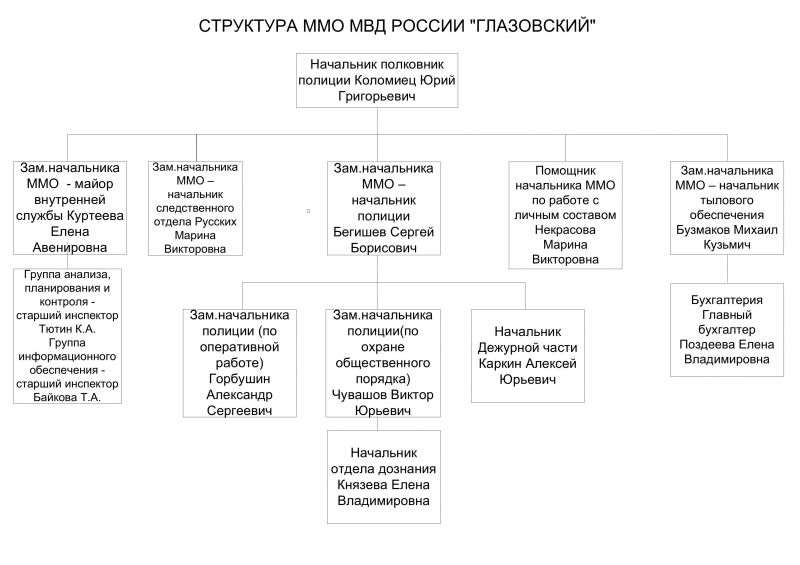 СТРУКТУРА ММО МВД РОССИИ "ГЛАЗОВСКИЙ"
Начальник полковник
полиции Коломиец Юрий
Григорьевич
Зам.начальника
ММО - майор
внутренней
службы Куртеева
Елена
Авенировна
Зам.начальника
ММО –
начальник
следственного
отдела Русских
Марина
Викторовна
Зам.начальника
ММО –
начальник
полиции
Бегишев Сергей
Борисович
Помощник
начальника ММО
по работе с
личным составом
Некрасова
Марина
Викторовна
Зам.начальника
ММО – начальник
тылового
обеспечения
Бузмаков Михаил
Кузьмич
Группа анализа,
планирования и
контроля -
старший инспектор
Тютин К.А.
Группа
информационного
обеспечения -
старший инспектор
Байкова Т.А.
Зам.начальника
полиции (по
оперативной
работе)
Горбушин
Александр
Сергеевич
Зам.начальника
полиции(по
охране
общественного
порядка)
Чувашов Виктор
Юрьевич
Начальник
Дежурной части
Каркин Алексей
Юрьевич
Бухгалтерия
Главный
бухгалтер
Поздеева Елена
Владимировна
Начальник
отдела дознания
Князева Елена
Владимировна